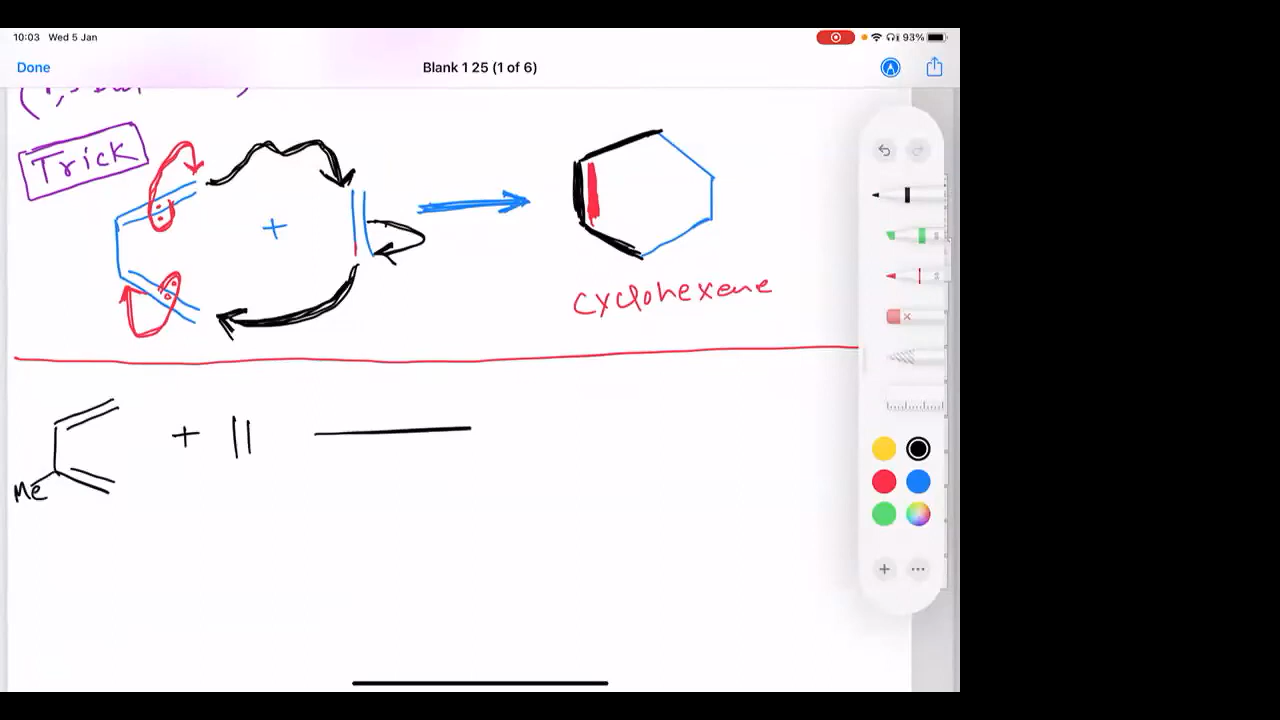 10:03 Wed 5 Jan 93%
Done Blank 1 25 (1 of 6)
Trick
+
cyclohexene
Me +